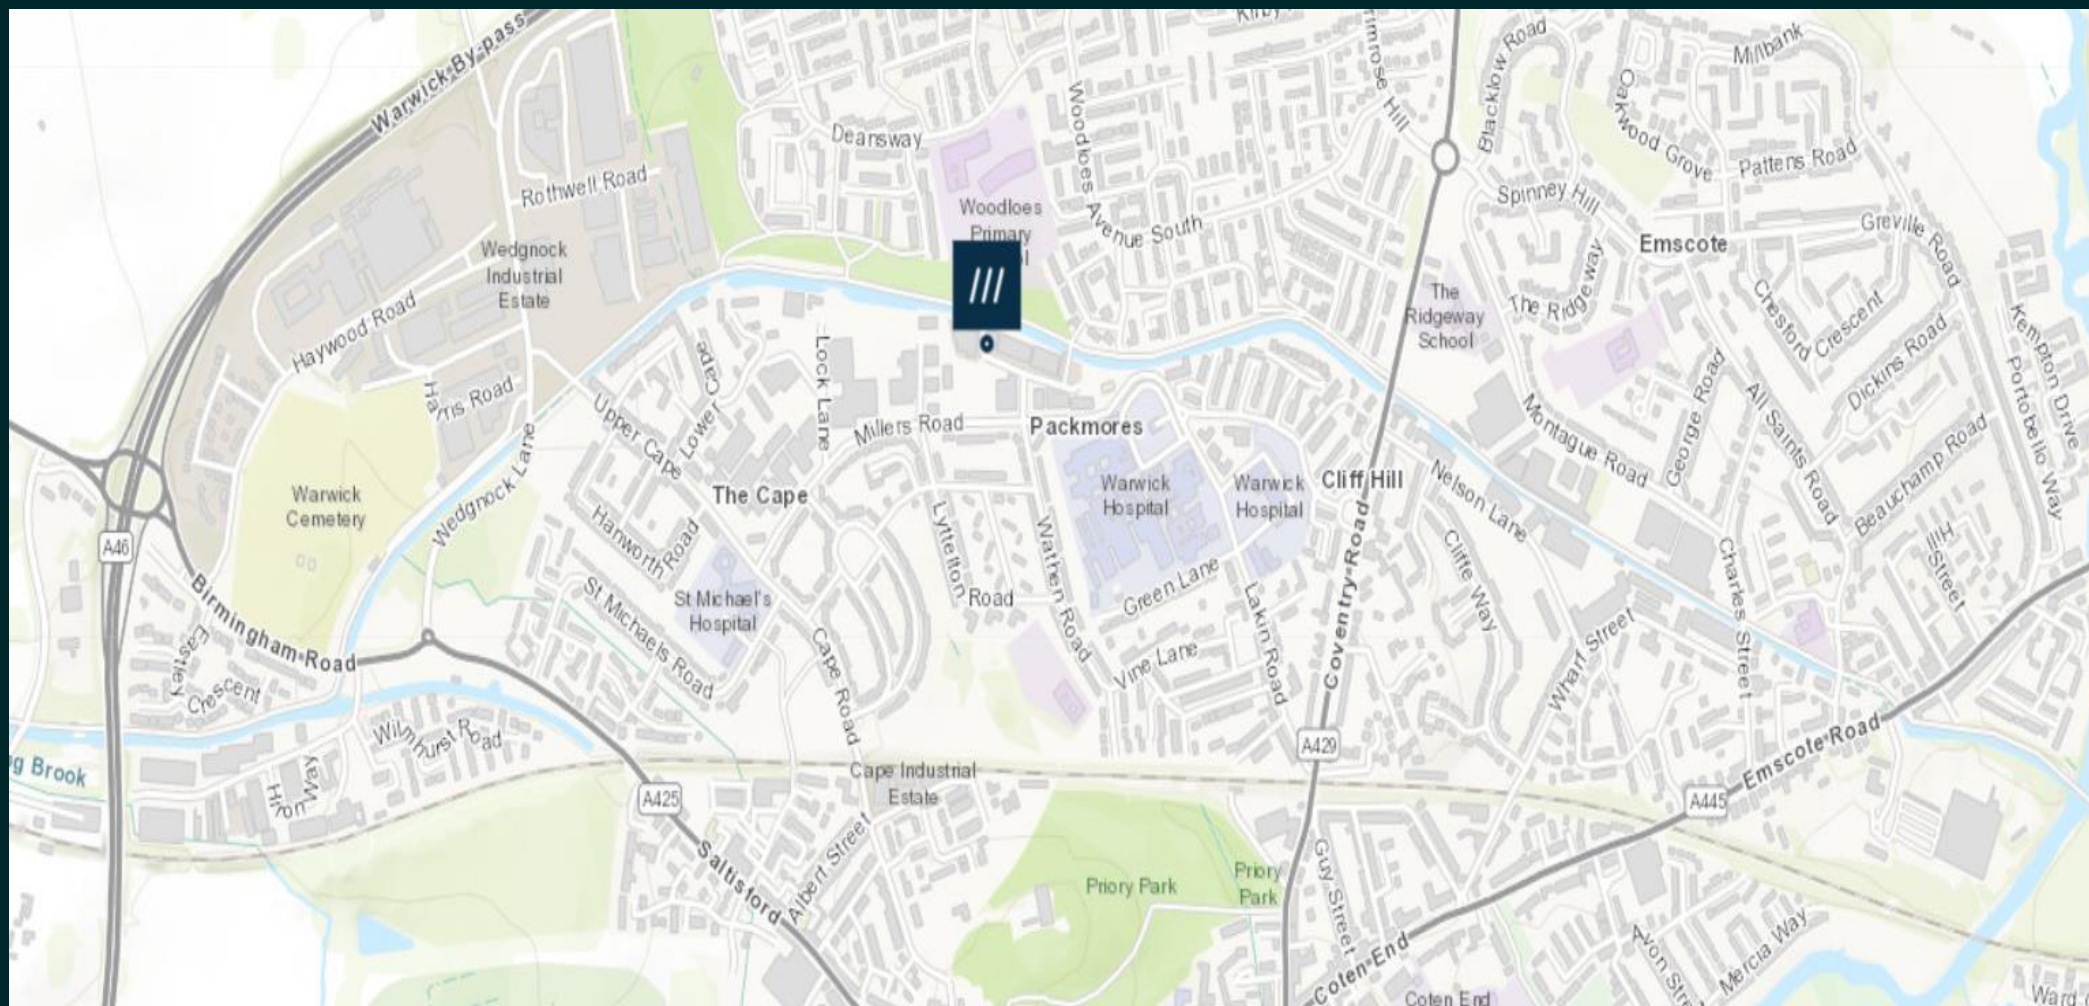 Kirby
Warwick By-pass
Primrose Hill
Blacklow Road
Millbank
Oakwood Grove
Pattens Road
Deansway
Woodloes Avenue South
Rothwell Road
Woodloes
Primary
Spinney Hill
Greville Road
Emscote
Wedgnock
Industrial
Estate
The
Ridgeway
School
The Ridgeway
Chesford Crescent
Kempton Drive
Haywood Road
Lower Cape
Lock Lane
Dickins Road
Portobello Way
Harris Road
Upper Cape
Millers Road
Packmores
Montague Road
George Road
All Saints Road
Beauchamp Road
Wedgnock Lane
Warwick
Cemetery
The Cape
Warwick
Hospital
Warwick
Hospital
Cliff Hill
Nelson Lane
A46
Hanworth Road
Lyttelton Road
Wathen Road
Green Lane
Lakin Road
Coventry Road
Cliffe Way
Charles Street
Hill Street
Birmingham Road
St Michael's
Hospital
St Michaels Road
Cape Road
Vine Lane
Wharf Street
Eastley Crescent
Wilmhurst Road
A429
Emscote Road
g Brook
Hilton Way
A425
Cape Industrial
Estate
A445
Saltisford
Albert Street
Priory Park
Priory
Park
Guy Street
Coten End
Avon Stre
Mercia Way
Coten End
Ward